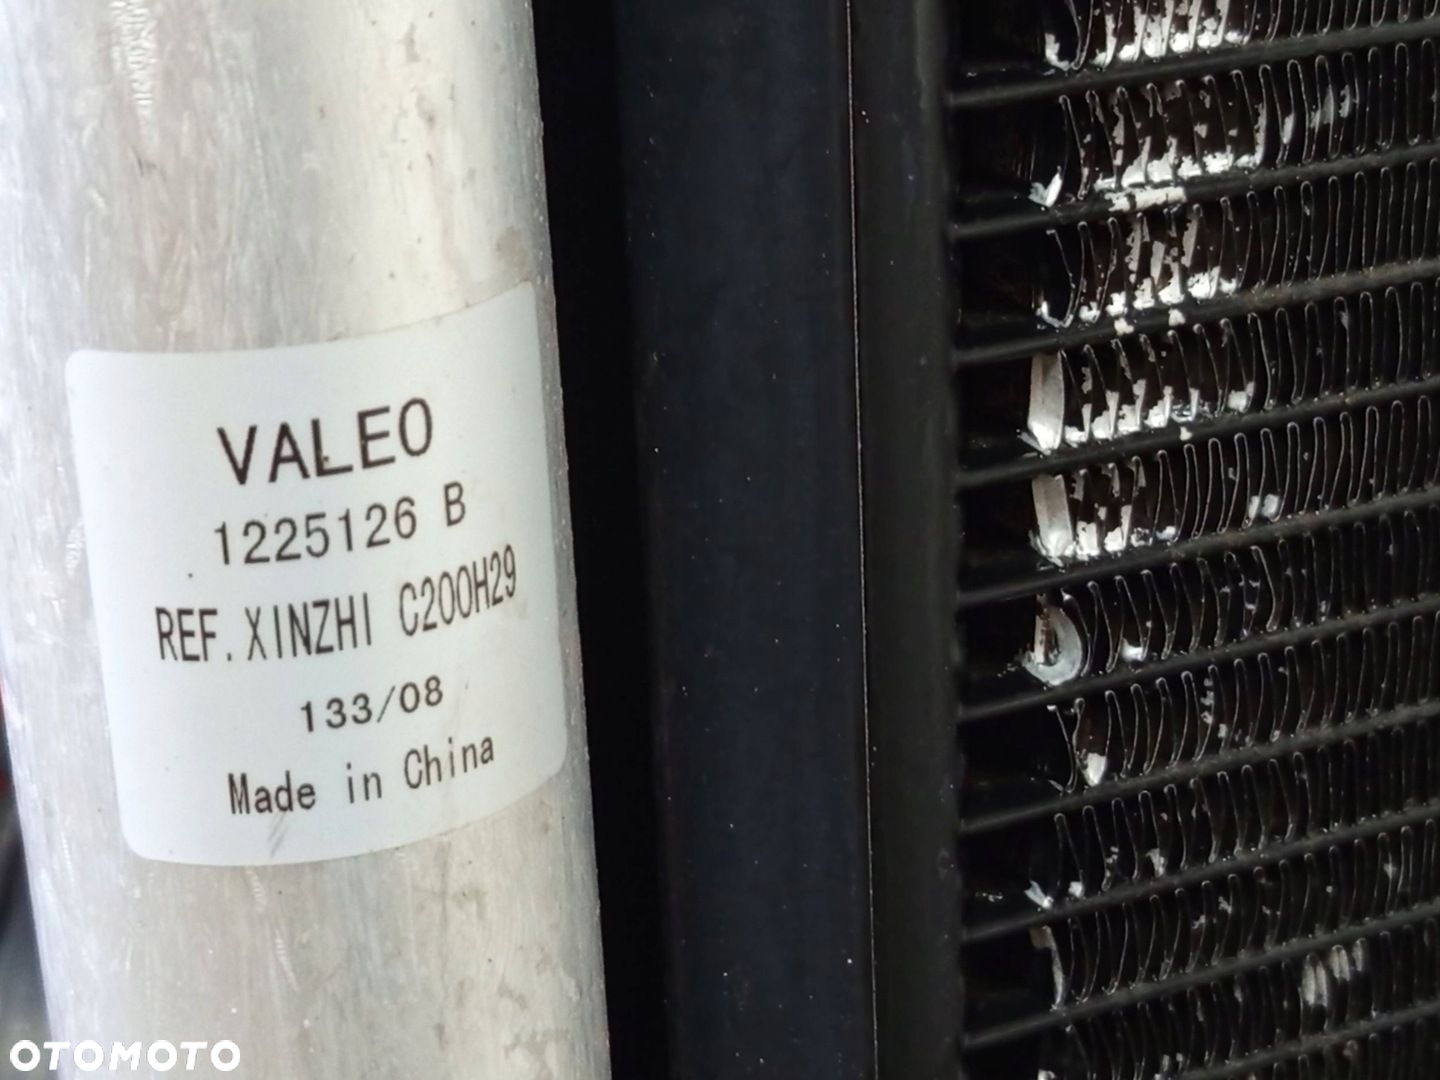 VALEO
1225126 B
REF. XINZHI C200H29
133/08
Made in China
OTOMOTO